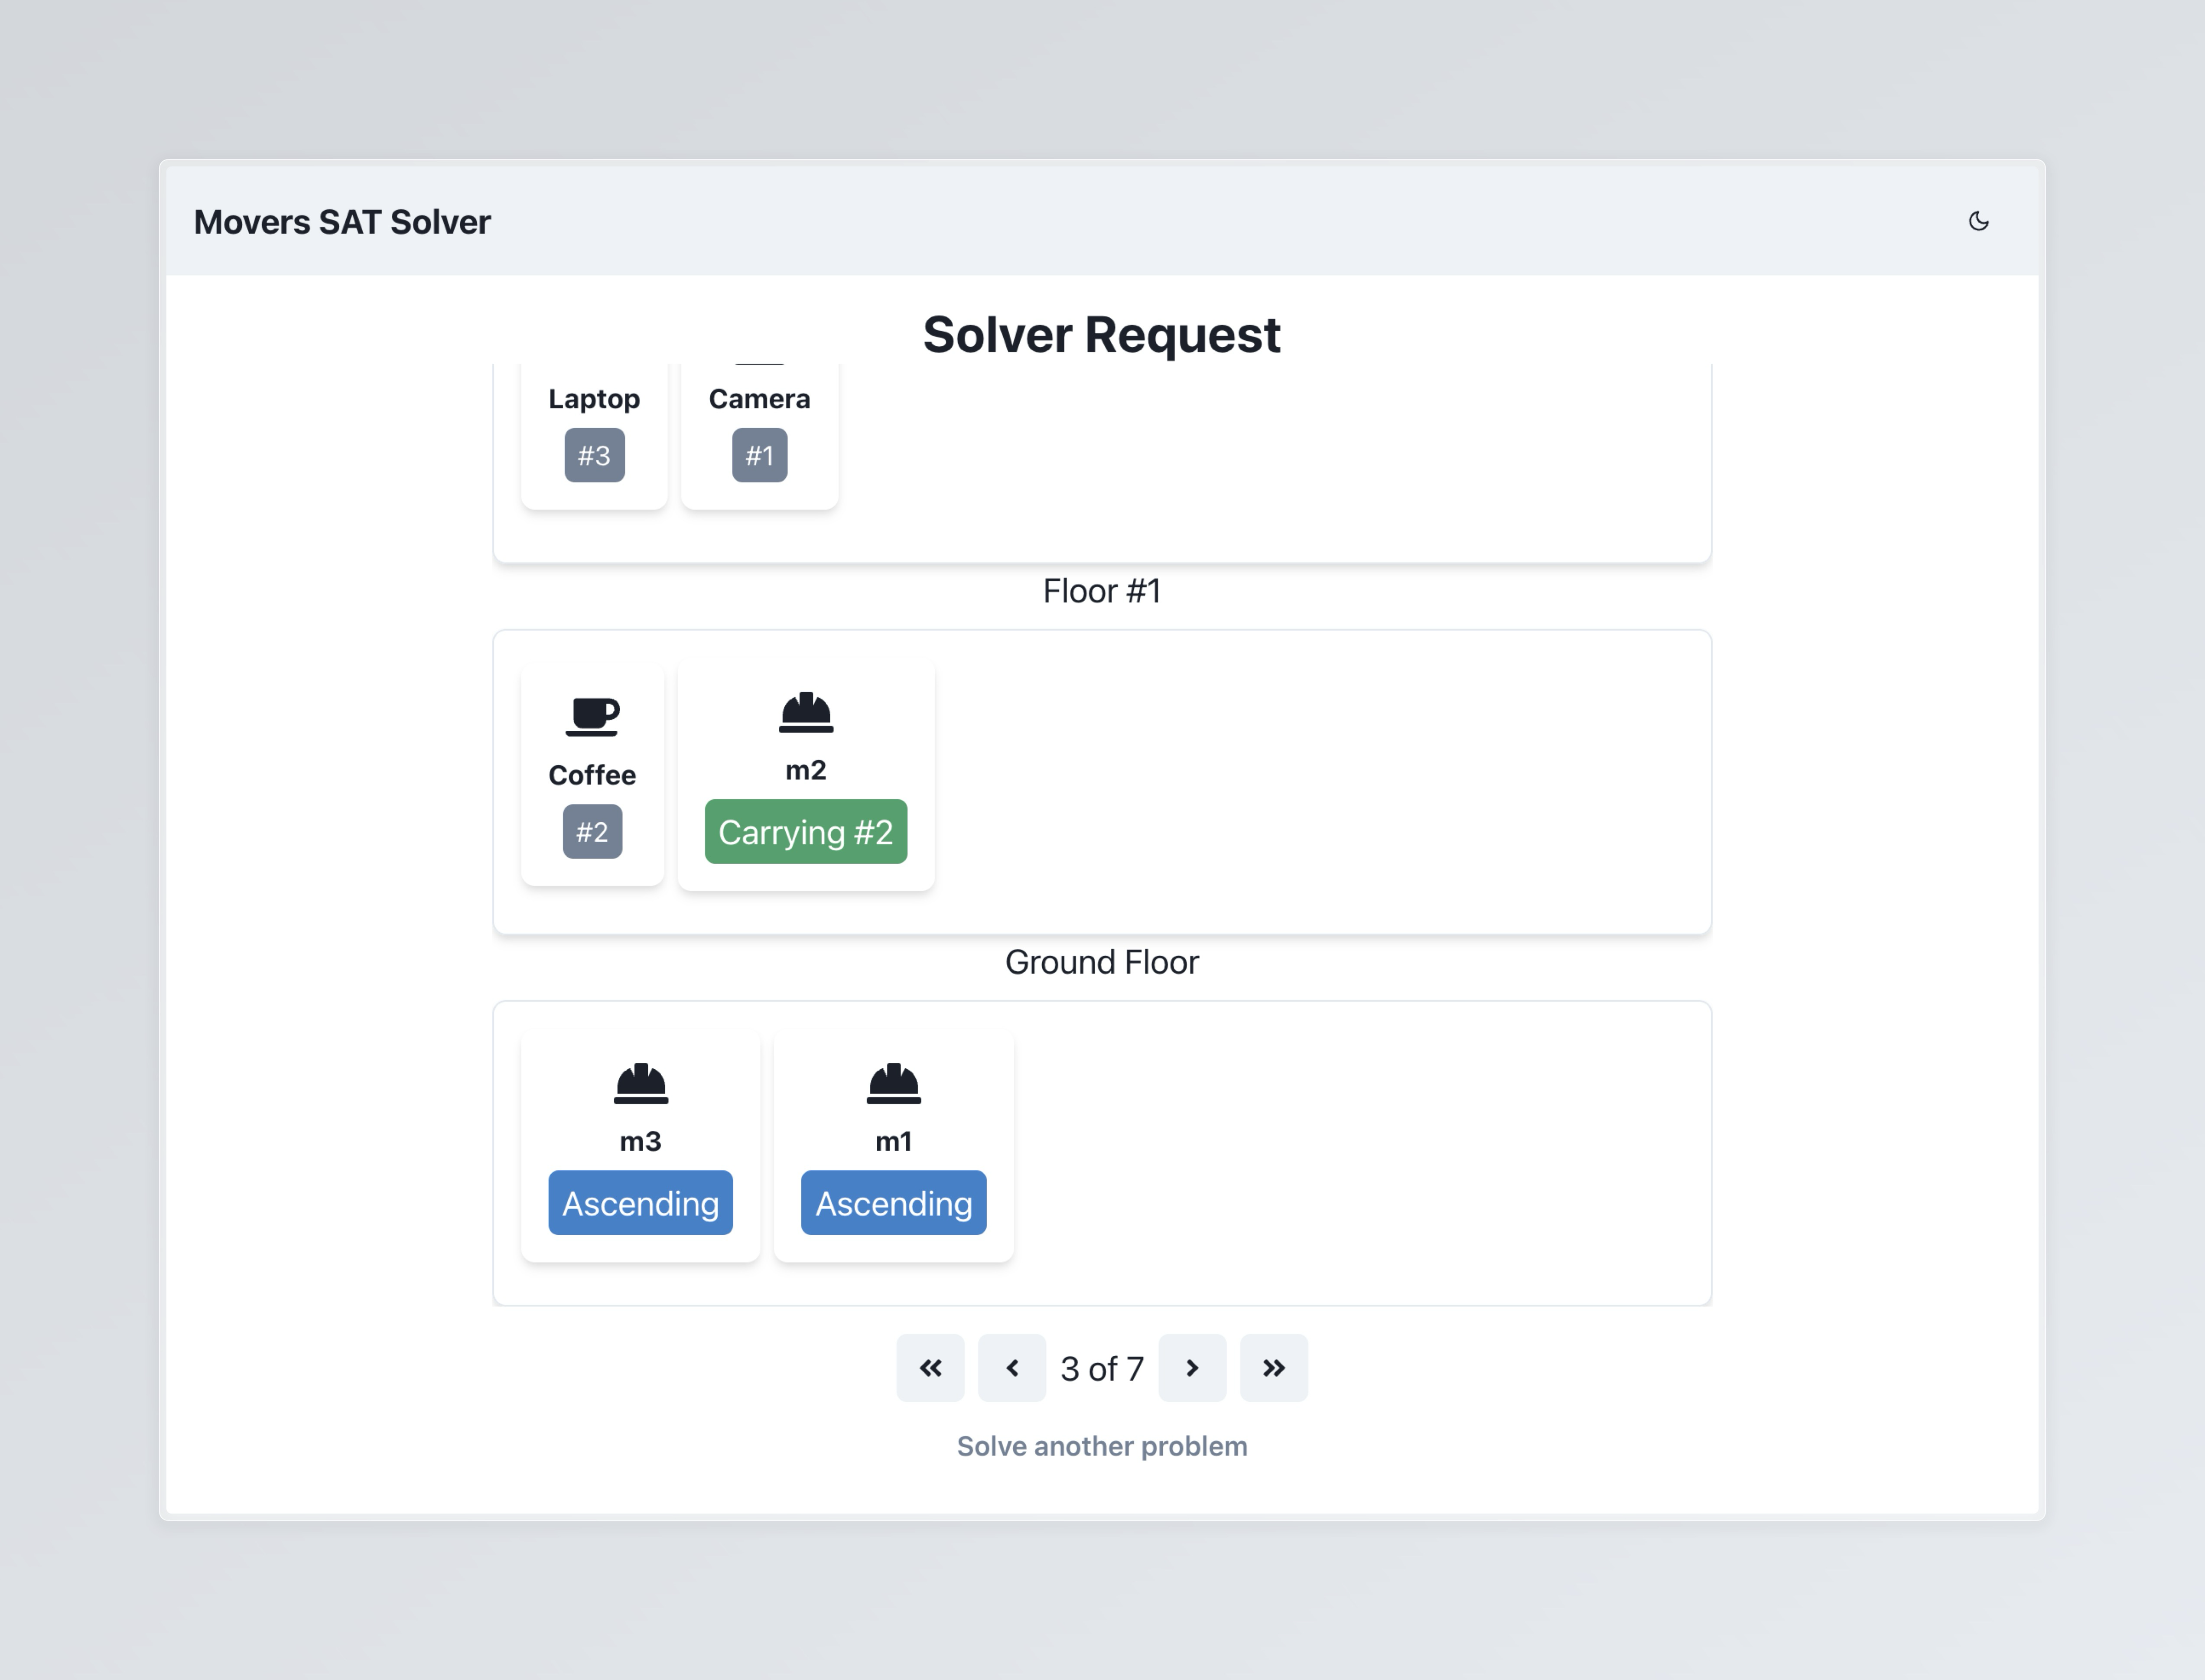 Movers SAT Solver
Solver Request
Laptop
#3
Camera
#1
Floor #1
Coffee
#2
m2
Carrying #2
Ground Floor
m3
Ascending
m1
Ascending
3 of 7
Solve another problem